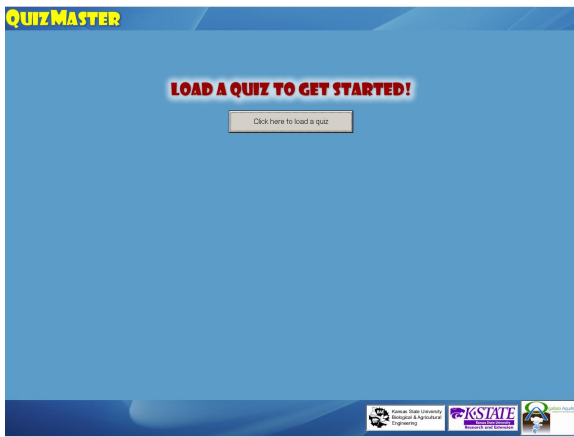 QUIZMASTER
LOAD A QUIZ TO GET STARTED!
Click here to load a quiz
Kansas State University
Biological & Agricultural
Engineering
K-STATE
Kansas State University
Research and Extension